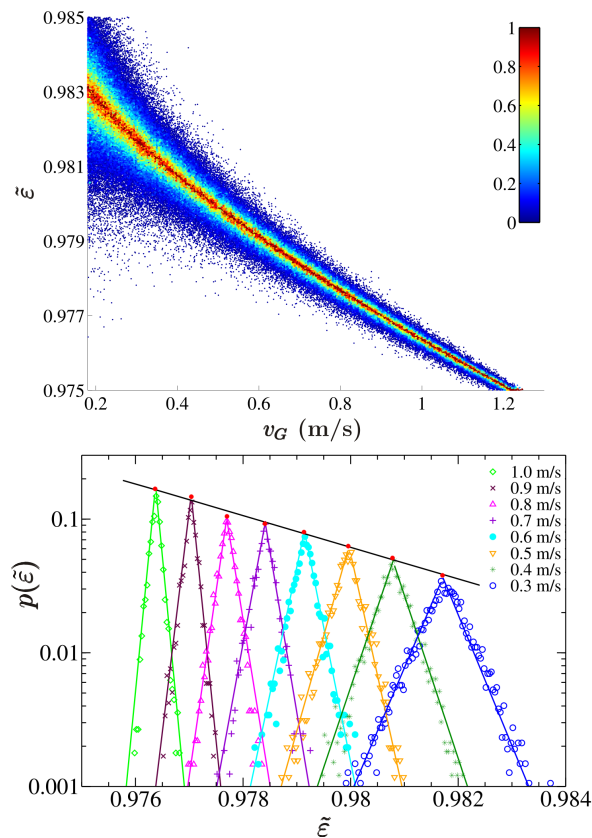 0.985
0.983
0.981
0.979
0.977
0.975
ε̃
0.2 0.4 0.6 0.8 1 1.2
v_G (m/s)
1
0.8
0.6
0.4
0.2
0
0.1
0.01
0.001
p(ε̃)
1.0 m/s
0.9 m/s
0.8 m/s
0.7 m/s
0.6 m/s
0.5 m/s
0.4 m/s
0.3 m/s
0.976 0.978 0.98 0.982 0.984
ε̃